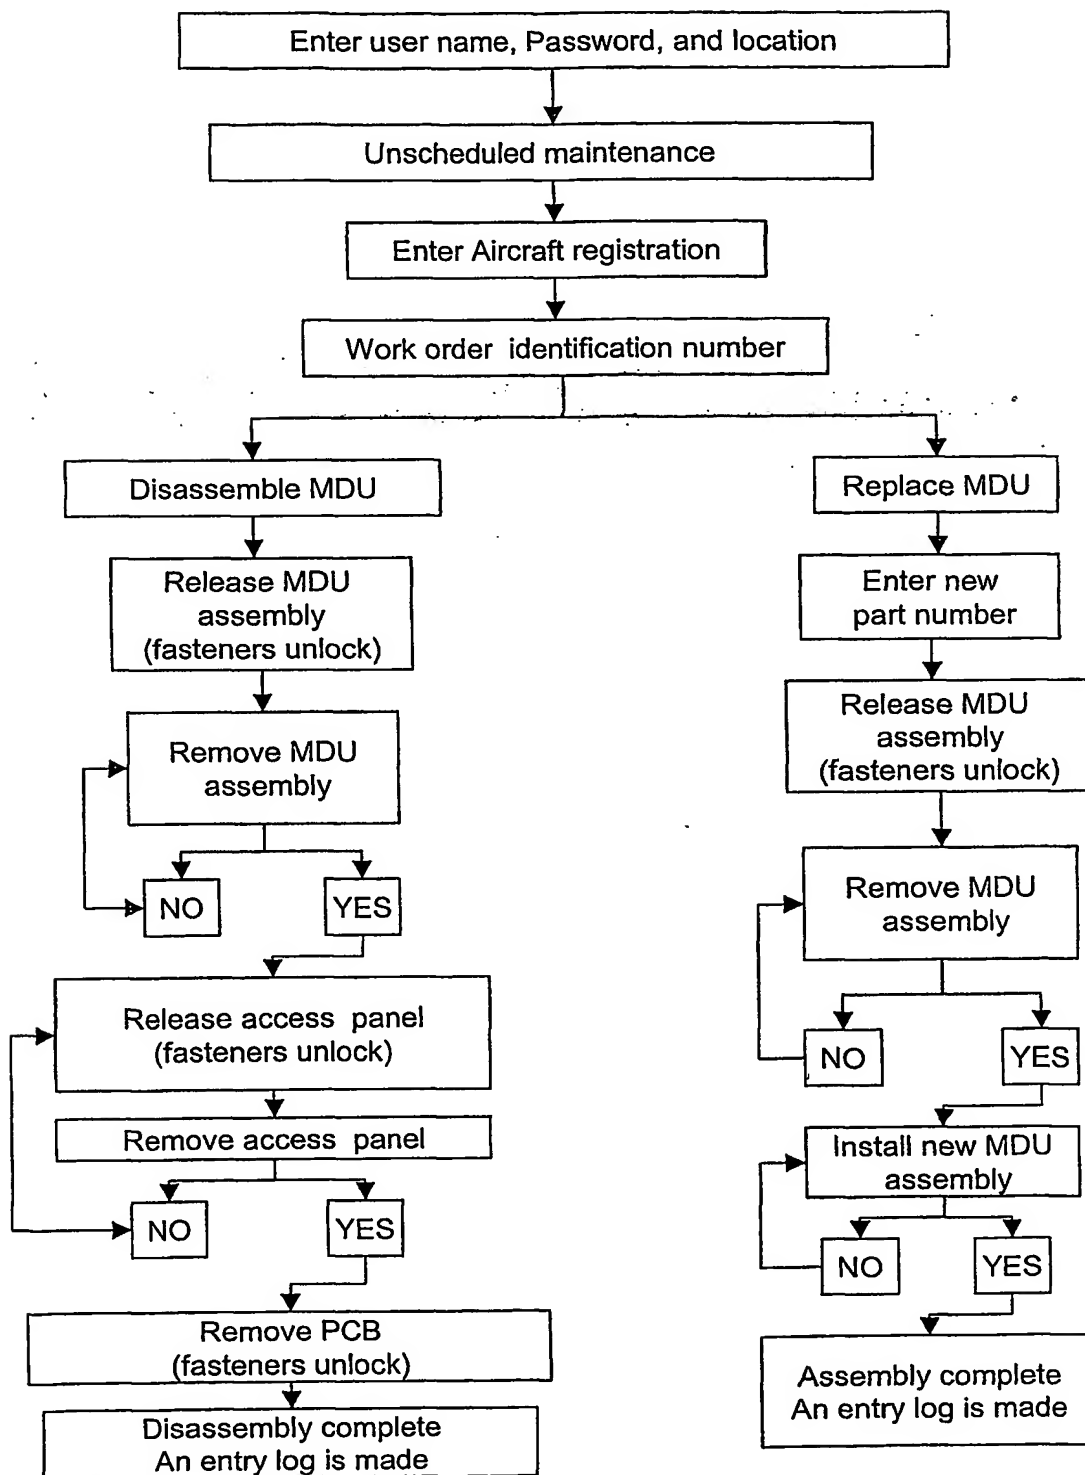 Enter user name, Password, and location
Unscheduled maintenance
Enter Aircraft registration
Work order identification number
Disassemble MDU
Release MDU
assembly
(fasteners unlock)
Remove MDU
assembly
NO
YES
Release access panel
(fasteners unlock)
Remove access panel
NO
YES
Remove PCB
(fasteners unlock)
Disassembly complete
An entry log is made
Replace MDU
Enter new
part number
Release MDU
assembly
(fasteners unlock)
Remove MDU
assembly
NO
YES
Install new MDU
assembly
NO
YES
Assembly complete
An entry log is made